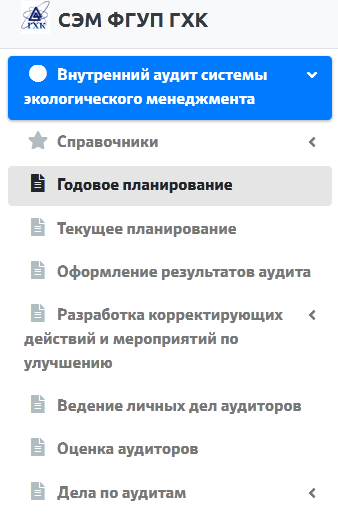 ГХК
СЭМ ФГУП ГХК
Внутренний аудит системы
экологического менеджмента
Справочники
Годовое планирование
Текущее планирование
Оформление результатов аудита
Разработка корректирующих
действий и мероприятий по
улучшению
Ведение личных дел аудиторов
Оценка аудиторов
Дела по аудитам